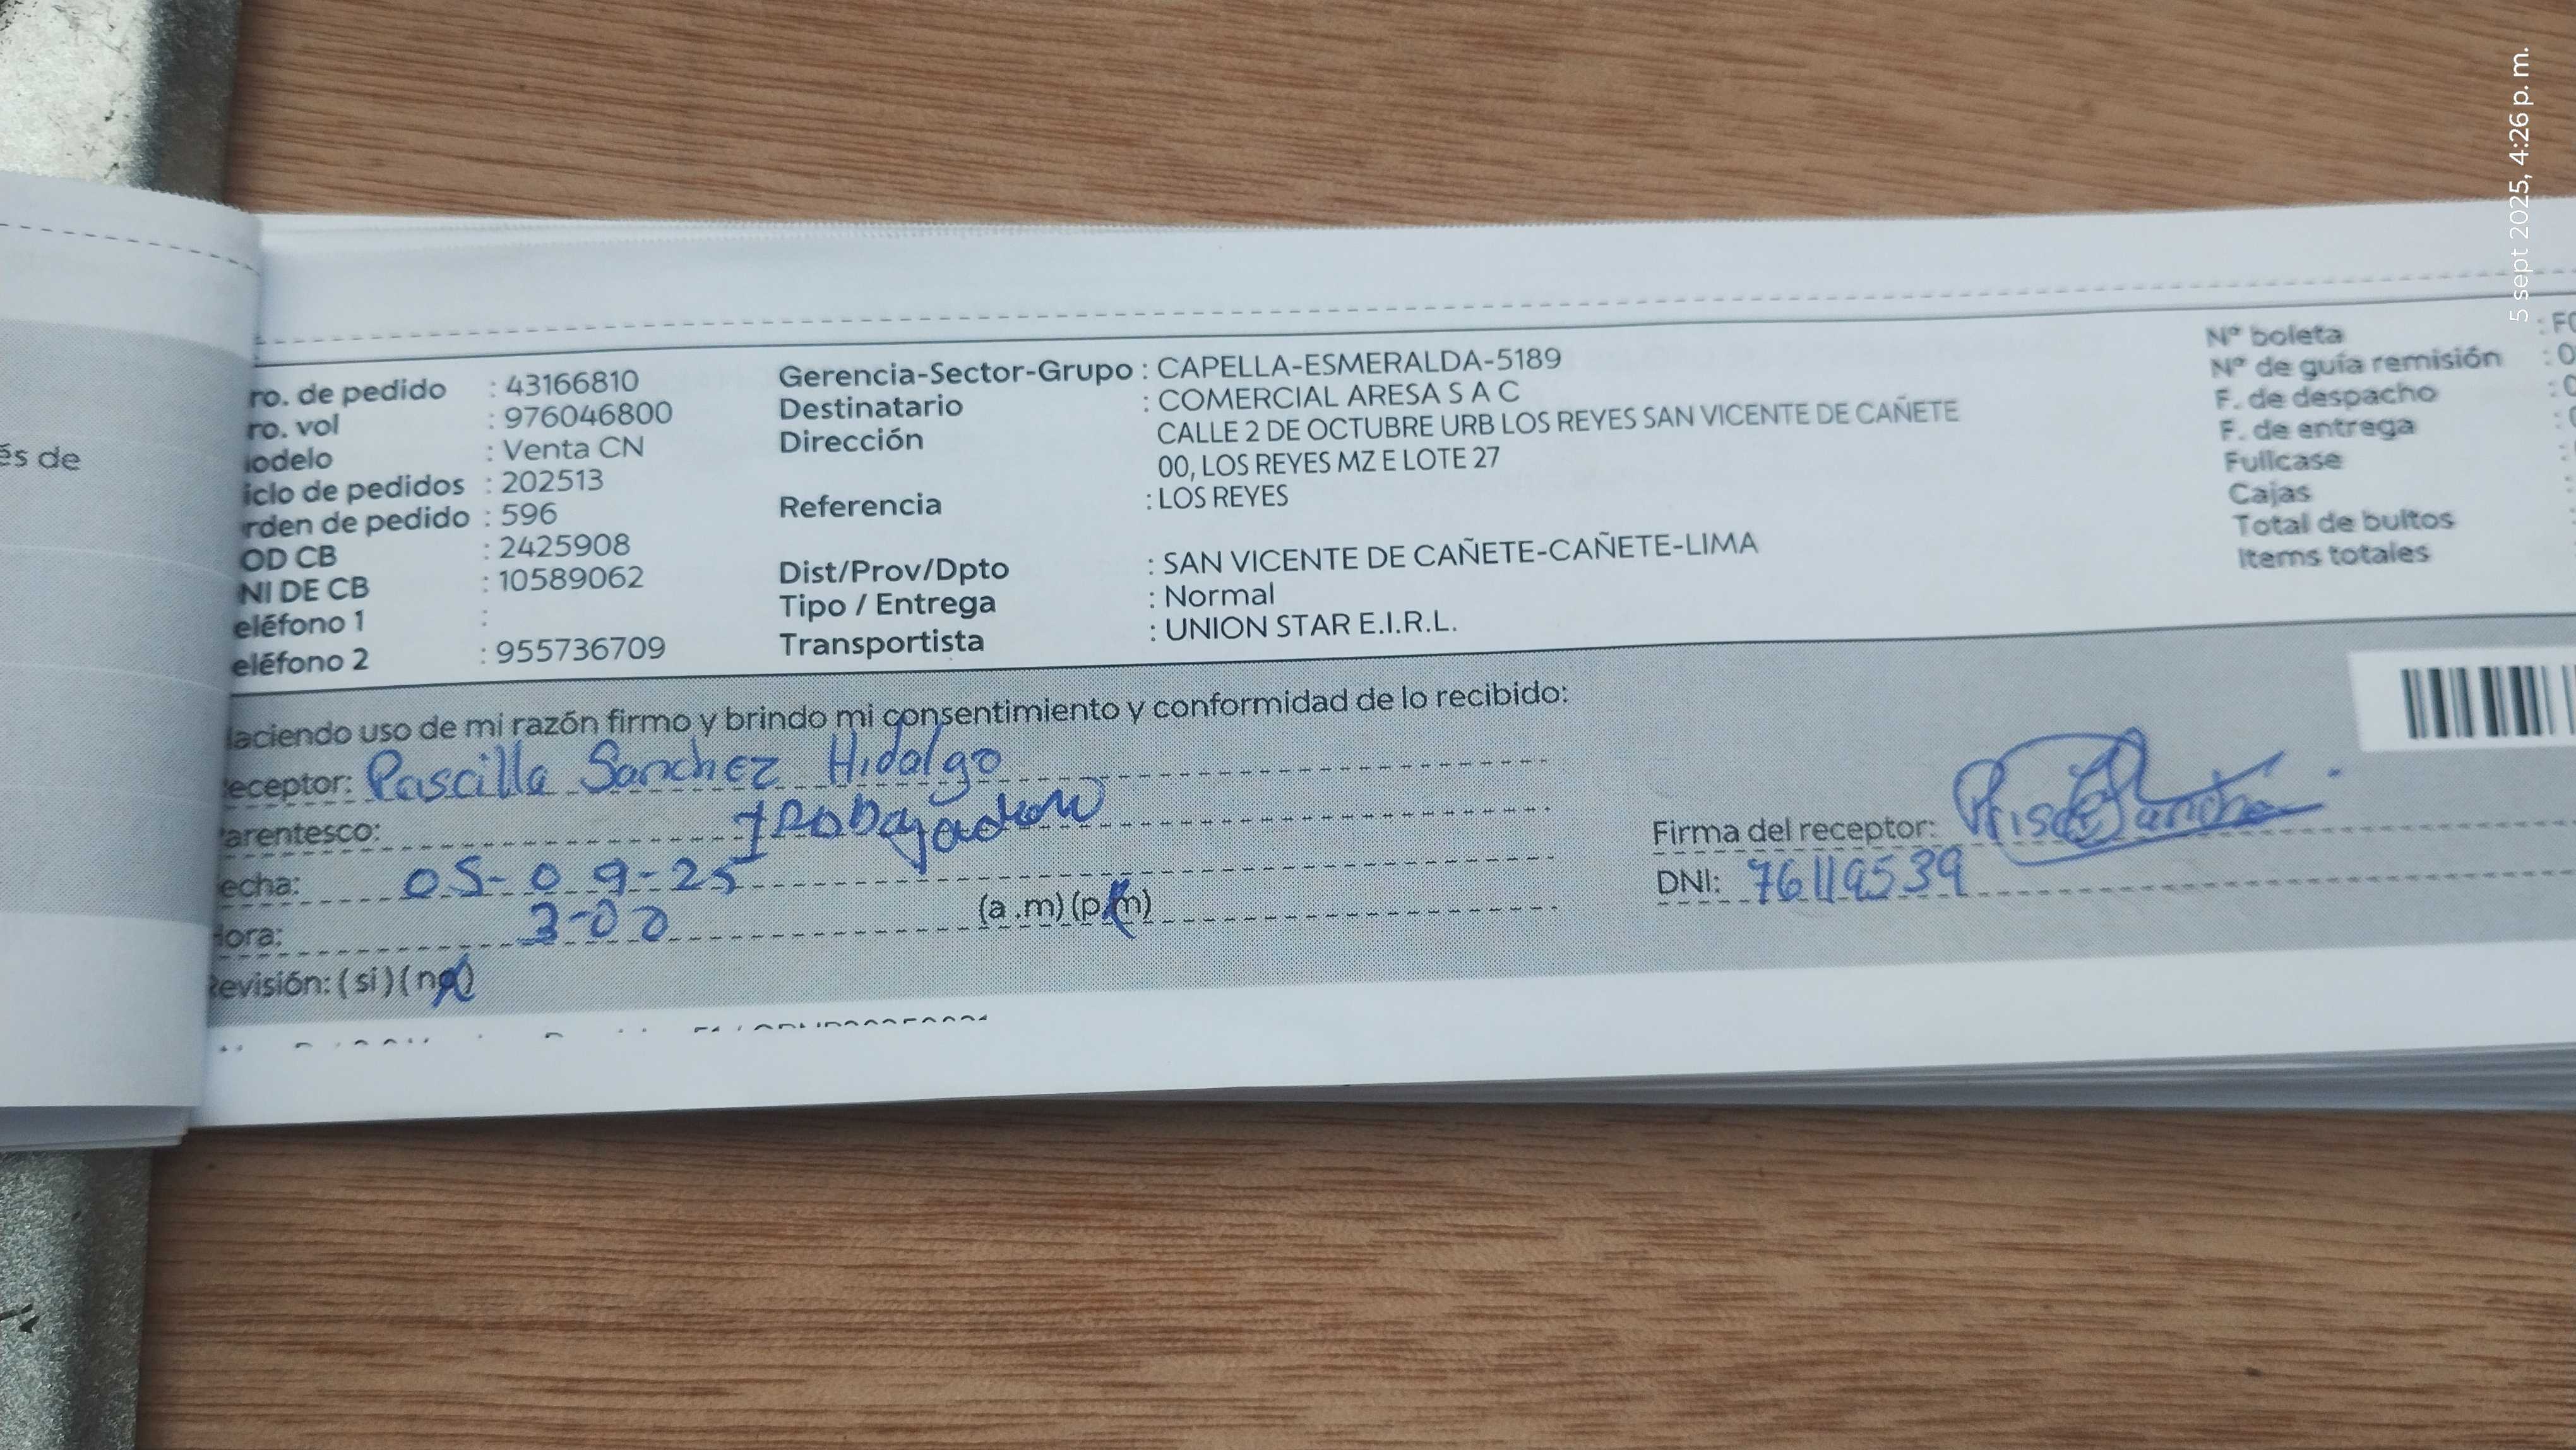 és de
ro. de pedido : 43166810
ro. vol : 976046800
odelo : Venta CN
iclo de pedidos : 202513
rden de pedido : 596
OD CB : 2425908
NI DE CB : 10589062
eléfono 1 :
eléfono 2 : 955736709
Gerencia-Sector-Grupo : CAPELLA-ESMERALDA-5189
Destinatario : COMERCIAL ARESA S A C
Dirección CALLE 2 DE OCTUBRE URB LOS REYES SAN VICENTE DE CAÑETE
00, LOS REYES MZ E LOTE 27
Referencia : LOS REYES
Dist/Prov/Dpto : SAN VICENTE DE CAÑETE-CAÑETE-LIMA
Tipo / Entrega : Normal
Transportista : UNION STAR E.I.R.L.
Nº boleta : F
Nº de guía remisión : 0
F. de despacho : 0
F. de entrega :
Fullcase :
Cajas :
Total de bultos
Items totales
aciendo uso de mi razón firmo y brindo mi consentimiento y conformidad de lo recibido:
eceptor: Pascilla Sanchez Hidalgo
arentesco:
echa: 05-09-25
ora: 3-00 (a.m) (p.m)
Revisión: (si) (no)
Firma del receptor:
DNI: 76119539
5 sept 2025, 4:26 p. m.